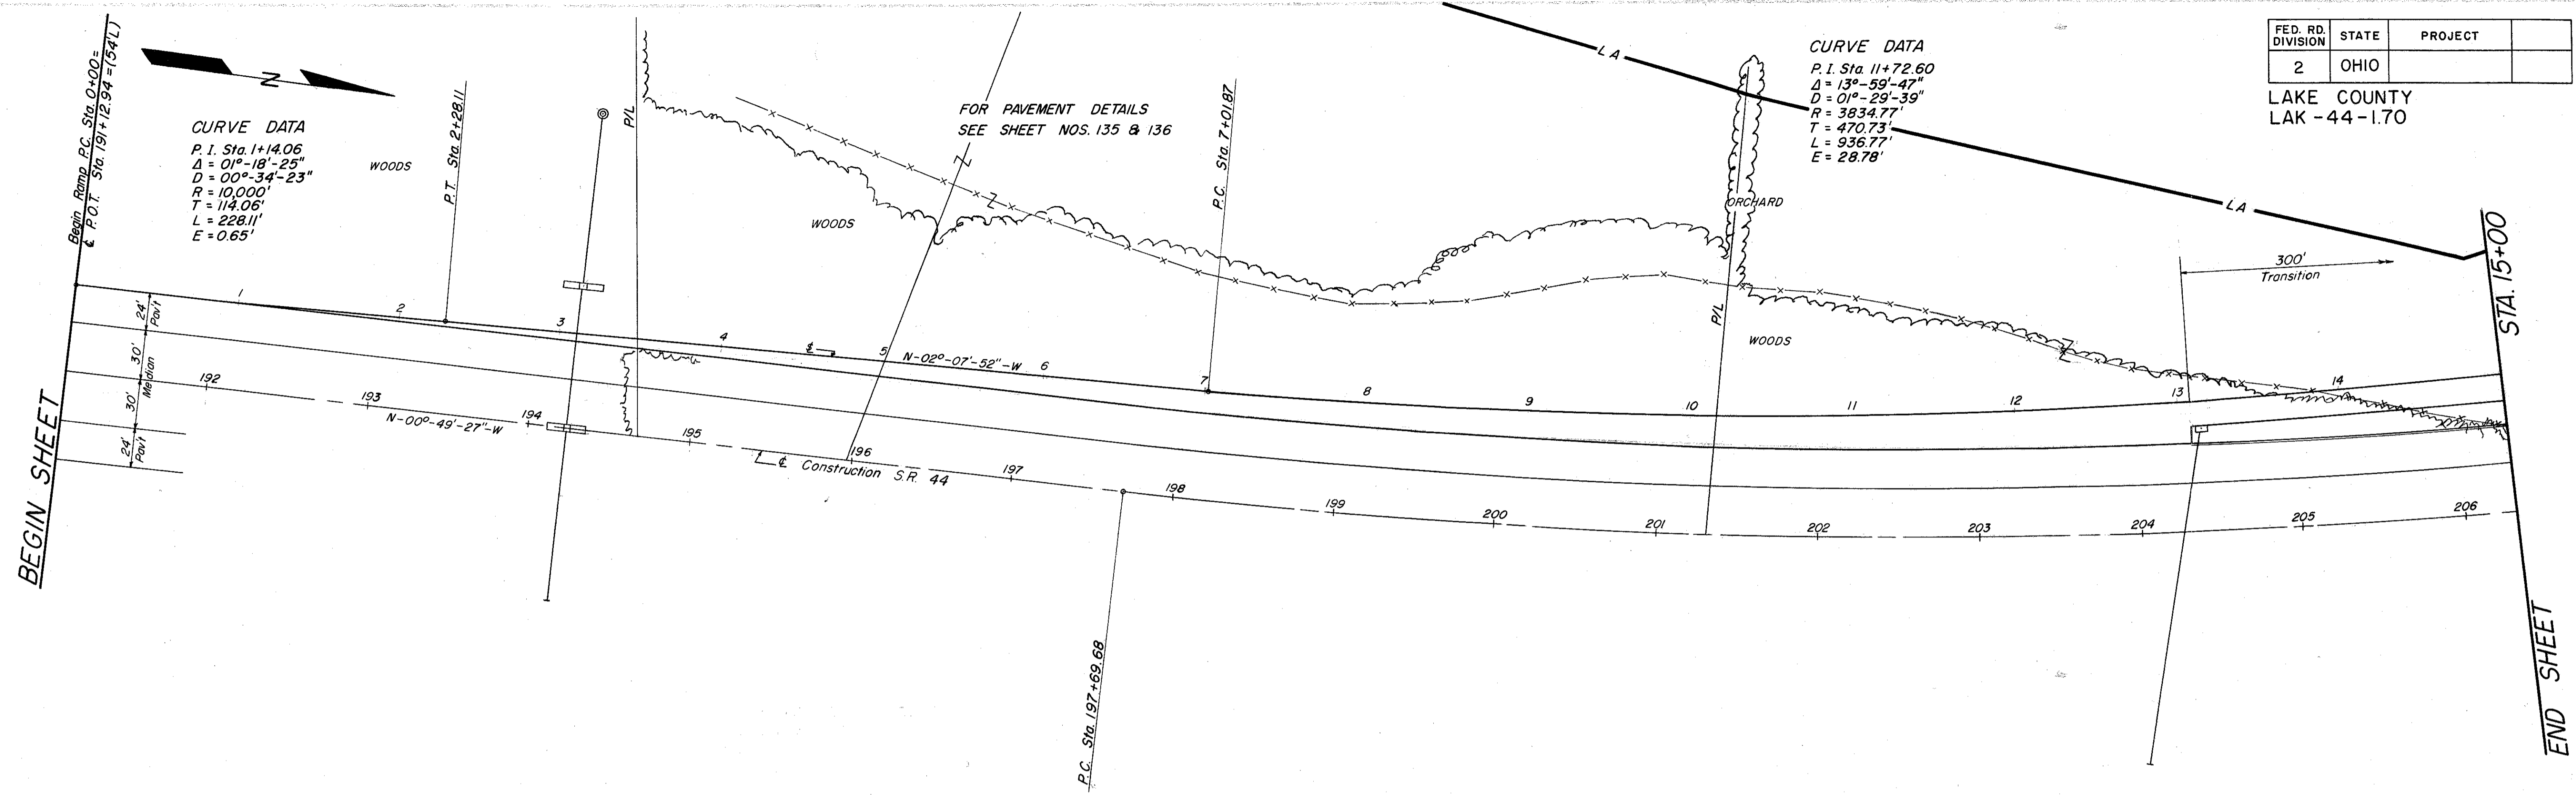 Begin Ramp P.C. Sta. 0+00=
℄ P.O.T. Sta. 191+12.94 =(54'L)
N
CURVE DATA
P. I. Sta. 1+14.06
Δ = 01°-18'-25"
D = 00°-34'-23"
R = 10,000'
T = 114.06'
L = 228.11'
E = 0.65'
WOODS
P.T. Sta. 2+28.11
P/L
WOODS
FOR PAVEMENT DETAILS
SEE SHEET NOS. 135 & 136
P.C. Sta. 7+01.87
LA
CURVE DATA
P. I. Sta. 11+72.60
Δ = 13°-59'-47"
D = 01°-29'-39"
R = 3834.77'
T = 470.73'
L = 936.77'
E = 28.78'
ORCHARD
P/L
WOODS
LA
FED. RD. DIVISION STATE PROJECT
2 OHIO
LAKE COUNTY
LAK-44-1.70
300'
Transition
STA. 15+00
24' Pav't
30' Median 30'
24' Pav't
1 2 3 4 5 6 7 8 9 10 11 12 13 14
℄
N-02°-07'-52"-W
192 193 194 195 196 197 198 199 200 201 202 203 204 205 206
N-00°-49'-27"-W
℄ Construction S.R. 44
P.C. Sta. 197+69.68
BEGIN SHEET
END SHEET